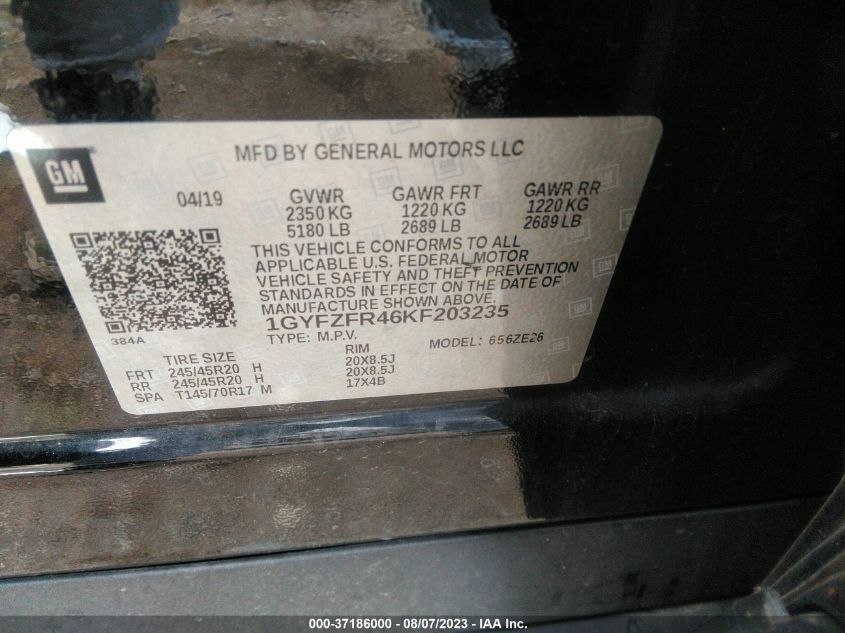 GM
MFD BY GENERAL MOTORS LLC
04/19 GVWR GAWR FRT GAWR RR
2350 KG 1220 KG 1220 KG
5180 LB 2689 LB 2689 LB
THIS VEHICLE CONFORMS TO ALL
APPLICABLE U.S. FEDERAL MOTOR
VEHICLE SAFETY AND THEFT PREVENTION
STANDARDS IN EFFECT ON THE DATE OF
MANUFACTURE SHOWN ABOVE.
1GYFZFR46KF203235
384A
TYPE: M.P.V. MODEL: 656ZE26
TIRE SIZE RIM
FRT 245/45R20 H 20X8.5J
RR 245/45R20 H 20X8.5J
SPA T145/70R17 M 17X4B
000-37186000 - 08/07/2023 - IAA Inc.